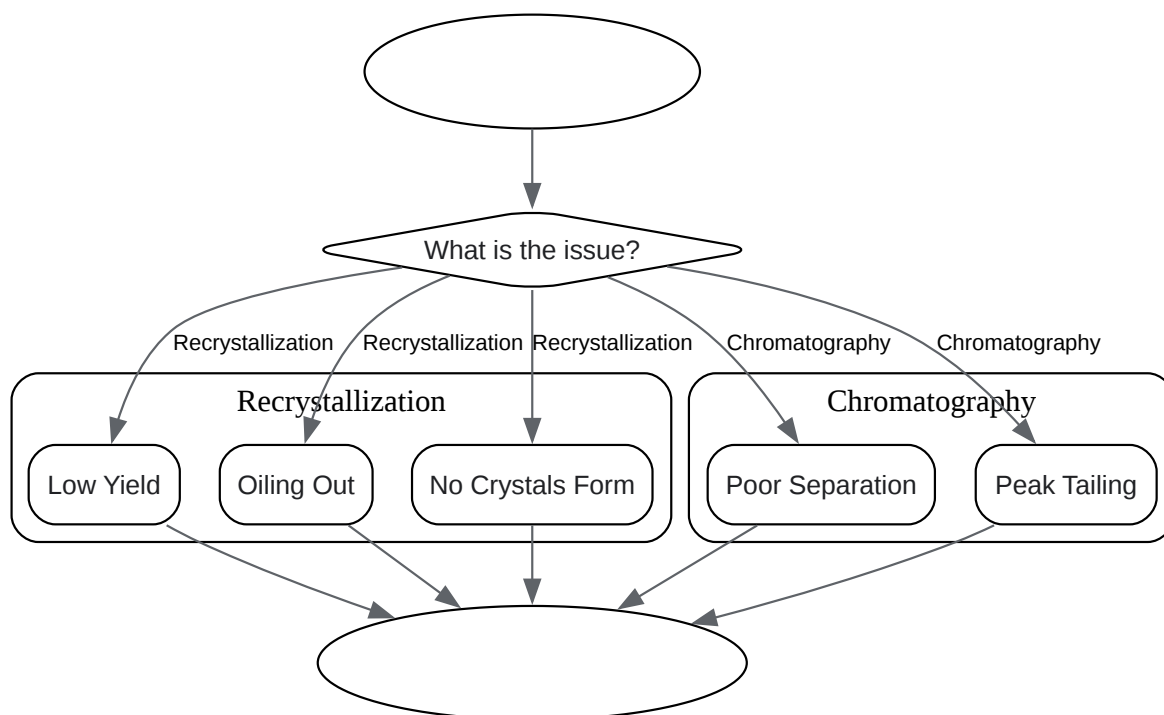 What is the issue?
Recrystallization
Recrystallization
Recrystallization
Chromatography
Chromatography
Recrystallization
Chromatography
Low Yield
Oiling Out
No Crystals Form
Poor Separation
Peak Tailing